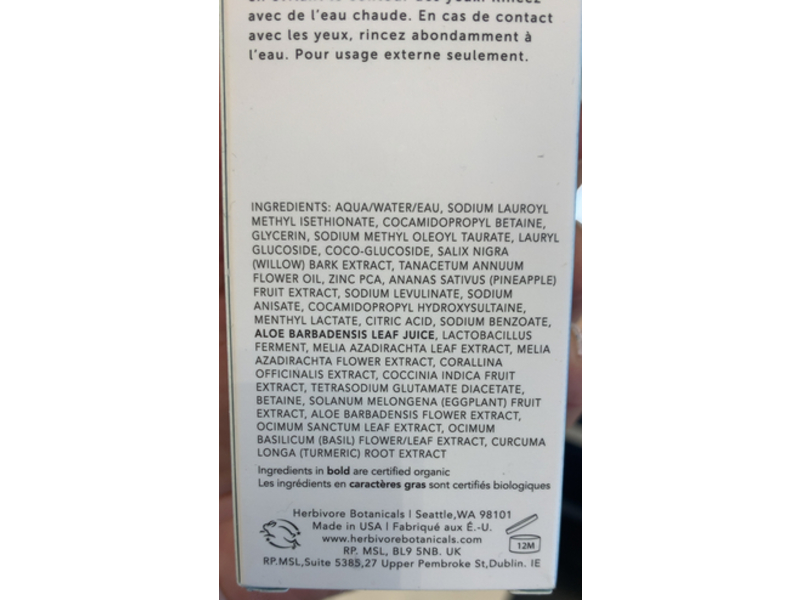 avec de l'eau chaude. En cas de contact
avec les yeux, rincez abondamment à
l'eau. Pour usage externe seulement.
INGREDIENTS: AQUA/WATER/EAU, SODIUM LAUROYL
METHYL ISETHIONATE, COCAMIDOPROPYL BETAINE,
GLYCERIN, SODIUM METHYL OLEOYL TAURATE, LAURYL
GLUCOSIDE, COCO-GLUCOSIDE, SALIX NIGRA
(WILLOW) BARK EXTRACT, TANACETUM ANNUUM
FLOWER OIL, ZINC PCA, ANANAS SATIVUS (PINEAPPLE)
FRUIT EXTRACT, SODIUM LEVULINATE, SODIUM
ANISATE, COCAMIDOPROPYL HYDROXYSULTAINE,
MENTHYL LACTATE, CITRIC ACID, SODIUM BENZOATE,
ALOE BARBADENSIS LEAF JUICE, LACTOBACILLUS
FERMENT, MELIA AZADIRACHTA LEAF EXTRACT, MELIA
AZADIRACHTA FLOWER EXTRACT, CORALLINA
OFFICINALIS EXTRACT, COCCINIA INDICA FRUIT
EXTRACT, TETRASODIUM GLUTAMATE DIACETATE,
BETAINE, SOLANUM MELONGENA (EGGPLANT) FRUIT
EXTRACT, ALOE BARBADENSIS FLOWER EXTRACT,
OCIMUM SANCTUM LEAF EXTRACT, OCIMUM
BASILICUM (BASIL) FLOWER/LEAF EXTRACT, CURCUMA
LONGA (TURMERIC) ROOT EXTRACT
Ingredients in bold are certified organic
Les ingrédients en caractères gras sont certifiés biologiques
Herbivore Botanicals | Seattle,WA 98101
Made in USA | Fabriqué aux É.-U.
www.herbivorebotanicals.com
RP. MSL, BL9 5NB. UK
RP.MSL,Suite 5385,27 Upper Pembroke St,Dublin. IE
12M